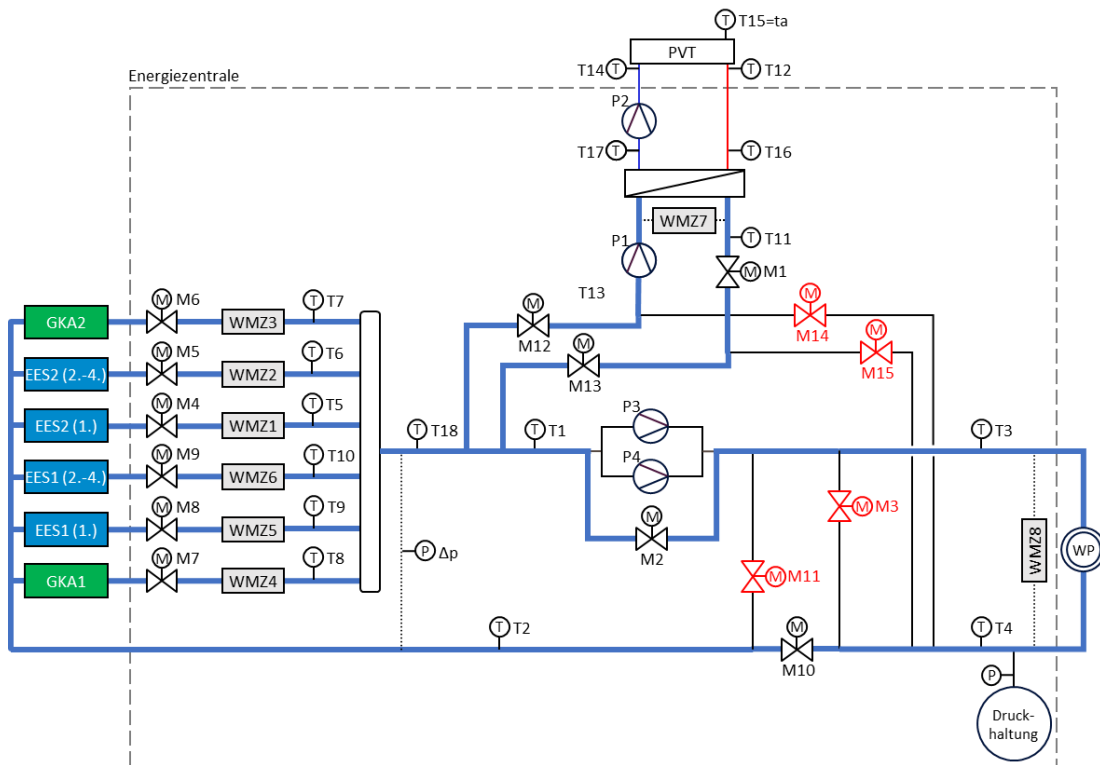 T T15=ta
PVT
T14 T
T T12
Energiezentrale
P2
T17 T
T T16
WMZ7
P1
T T11
M M1
T13
M M6
T T7
GKA2
WMZ3
M
M12
M
M14
M
M13
M
M15
M M5
T T6
EES2 (2.-4.)
WMZ2
M M4
T T5
EES2 (1.)
WMZ1
T T18
T T1
P3
P4
T T3
M M9
T T10
EES1 (2.-4.)
WMZ6
M M8
T T9
EES1 (1.)
WMZ5
M
M2
M M3
M M7
T T8
GKA1
WMZ4
P Δp
M M11
WMZ8
WP
T T2
M
M10
T T4
P
Druck-
haltung